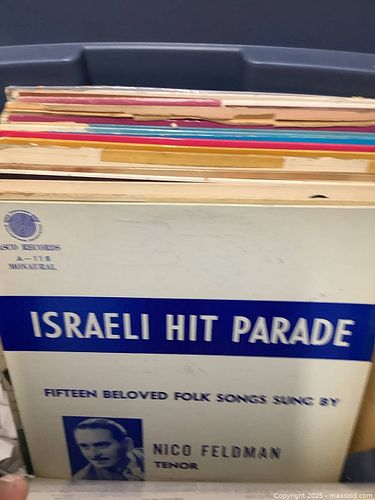 ASCO RECORDS
A-118
MONAURAL
ISRAELI HIT PARADE
FIFTEEN BELOVED FOLK SONGS SUNG BY
NICO FELDMAN
TENOR
Copyright 2025 - maxsold.com